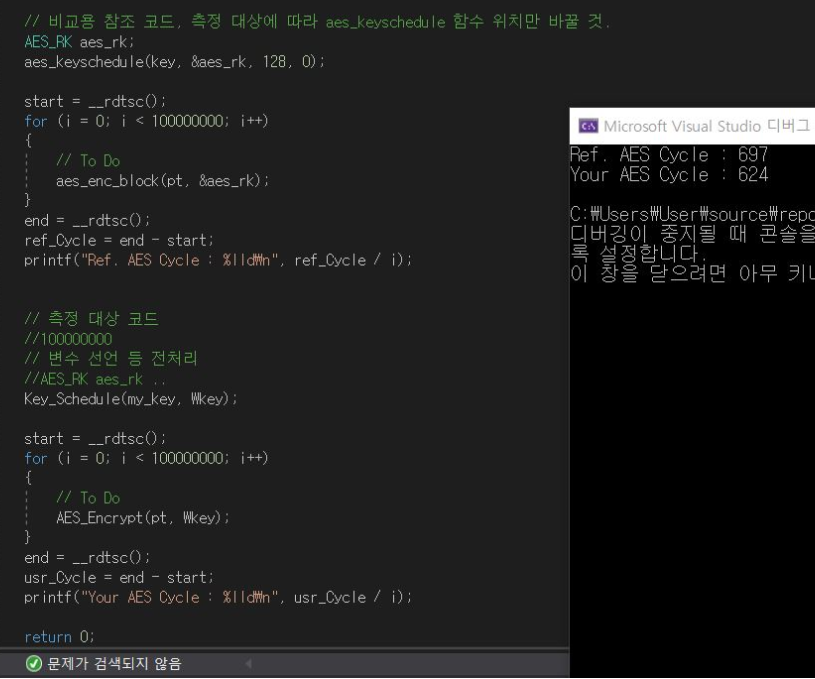 // 비교용 참조 코드, 측정 대상에 따라 aes_keyschedule 함수 위치만 바꿀 것.
AES_RK aes_rk;
aes_keyschedule(key, &aes_rk, 128, 0);
start = __rdtsc();
for (i = 0; i < 100000000; i++)
{
// To Do
aes_enc_block(pt, &aes_rk);
}
end = __rdtsc();
ref_Cycle = end - start;
printf("Ref. AES Cycle : %lld₩n", ref_Cycle / i);
// 측정 대상 코드
//100000000
// 변수 선언 등 전처리
//AES_RK aes_rk ..
Key_Schedule(my_key, Wkey);
start = __rdtsc();
for (i = 0; i < 100000000; i++)
{
// To Do
AES_Encrypt(pt, Wkey);
}
end = __rdtsc();
usr_Cycle = end - start;
printf("Your AES Cycle : %lld₩n", usr_Cycle / i);
return 0;
문제가 검색되지 않음
Microsoft Visual Studio 디버그
Ref. AES Cycle : 697
Your AES Cycle : 624
C:₩Users₩User₩source₩repo
디버깅이 중지될 때 콘솔을
록 설정합니다.
이 창을 닫으려면 아무 키나